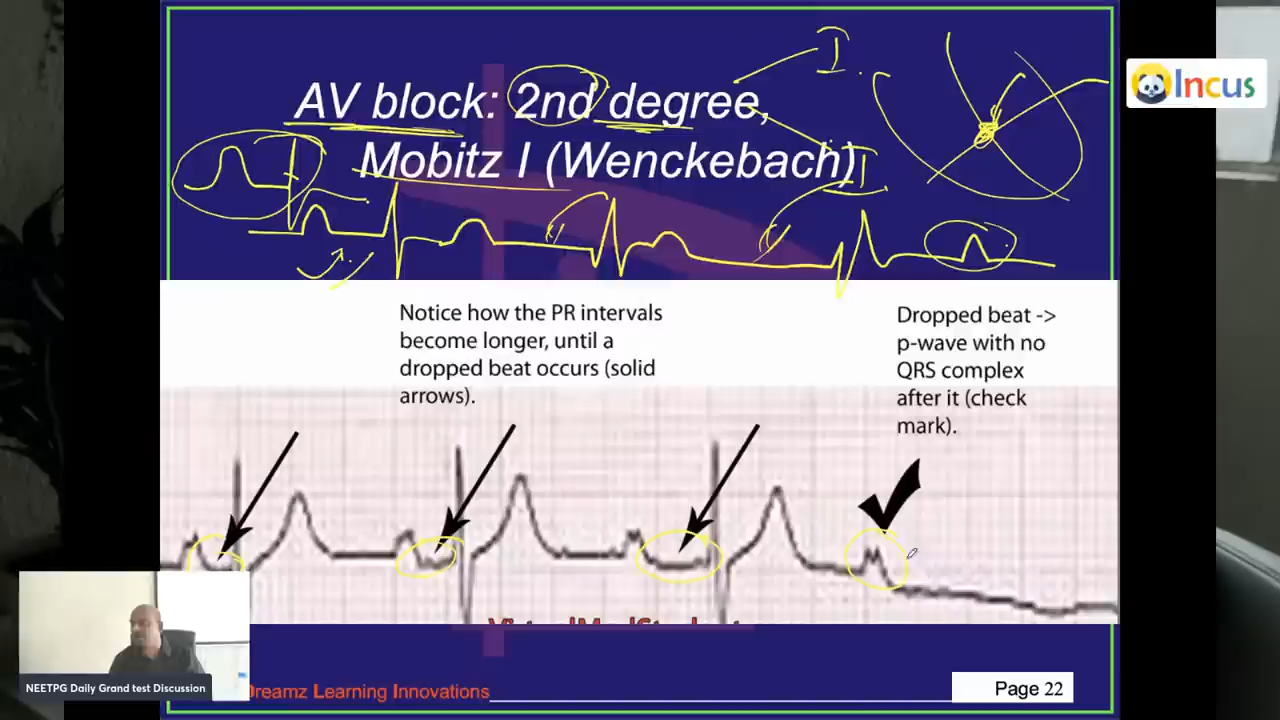 AV block: 2nd degree,
Mobitz I (Wenckebach)
I.
II
Incus
Notice how the PR intervals
become longer, until a
dropped beat occurs (solid
arrows).
Dropped beat ->
p-wave with no
QRS complex
after it (check
mark).
NEETPG Daily Grand test Discussion
Dreamz Learning Innovations
Page 22